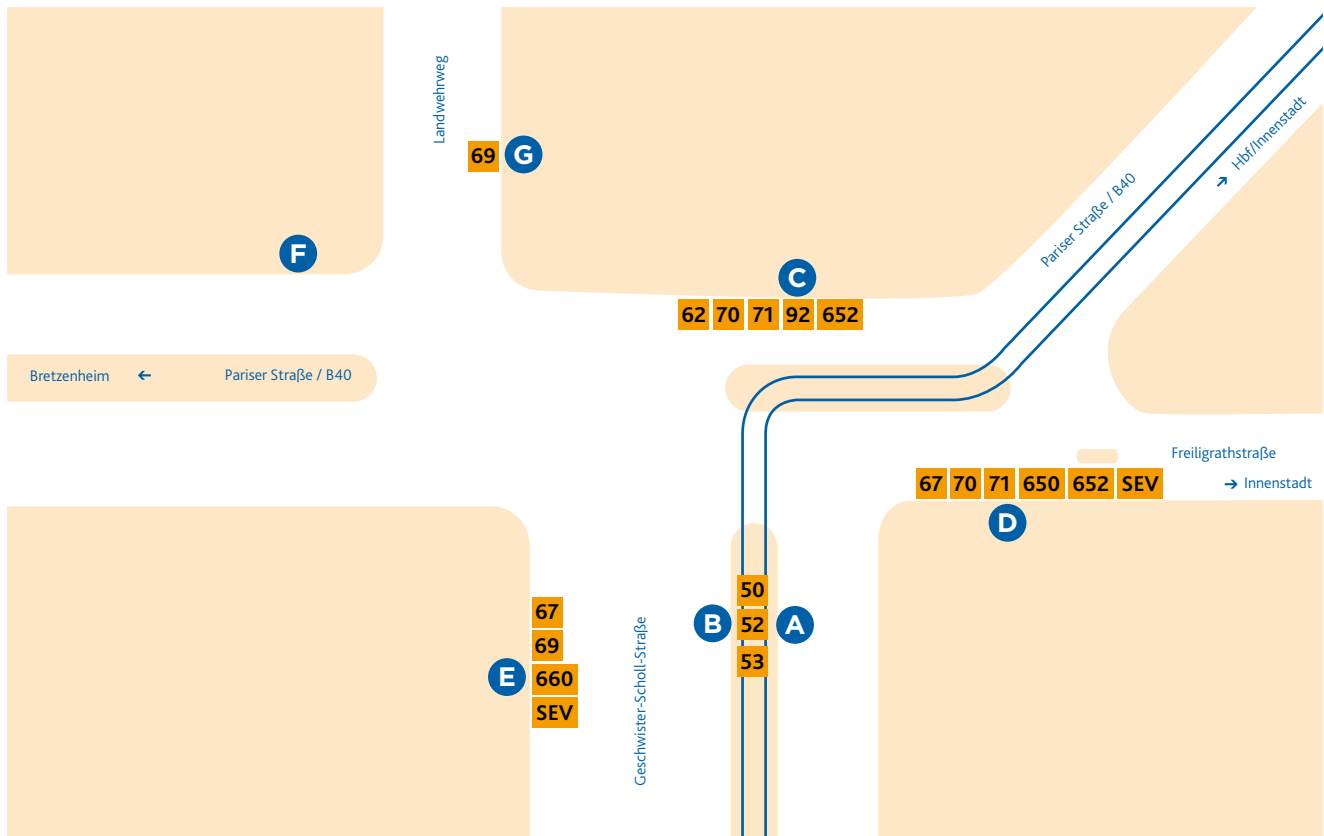 Landwehrweg
69 G
Hbf/Innenstadt
Pariser Straße / B40
F
C
62 70 71 92 652
Bretzenheim ← Pariser Straße / B40
Freiligrathstraße
67 70 71 650 652 SEV
→ Innenstadt
D
50
B 52 A
53
67
69
E 660
SEV
Geschwister-Scholl-Straße